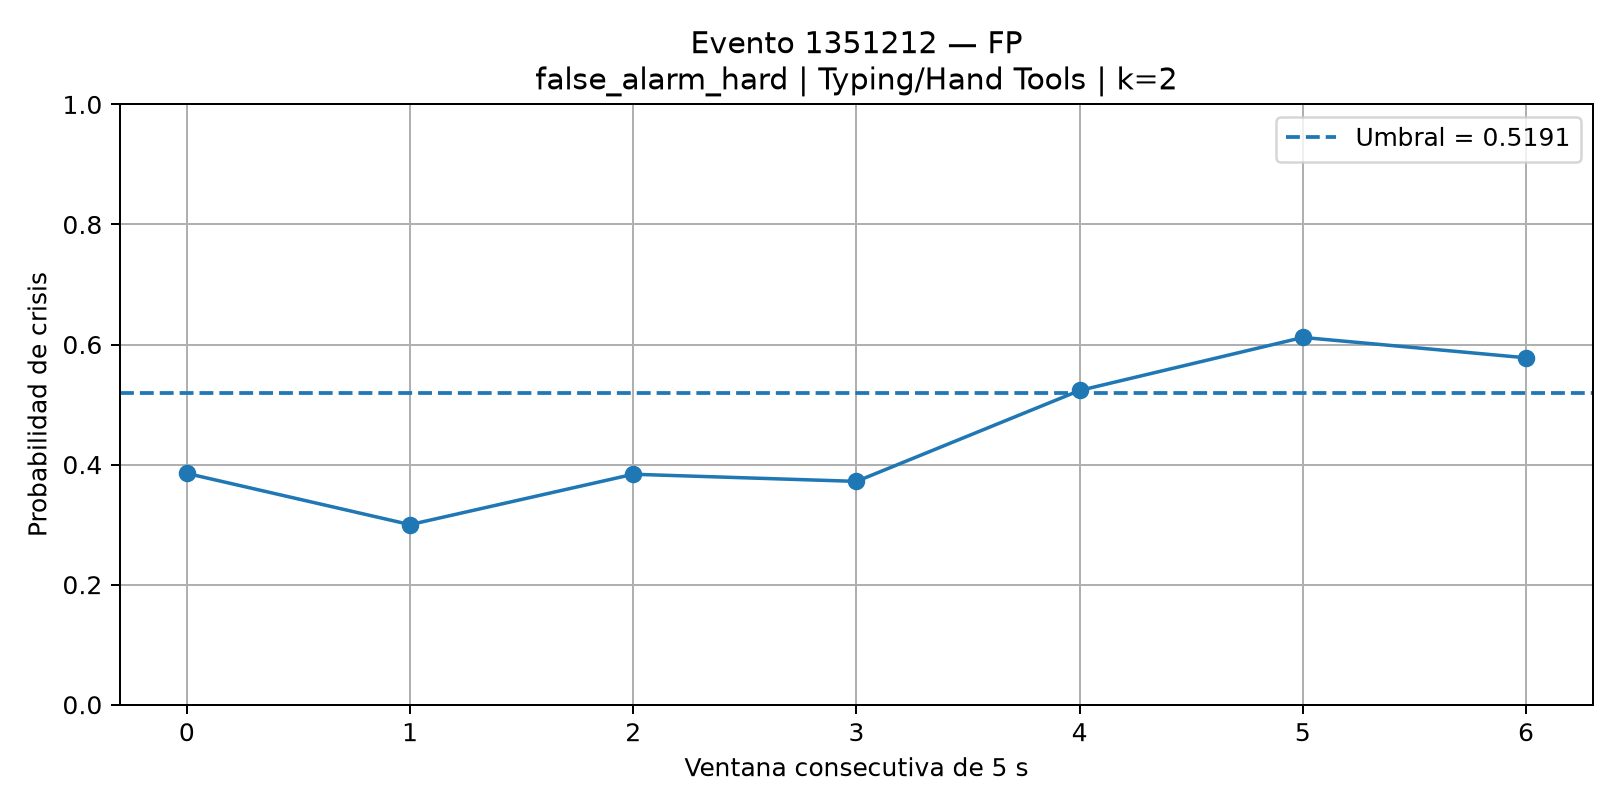 Evento 1351212 — FP
false_alarm_hard | Typing/Hand Tools | k=2
Umbral = 0.5191
Probabilidad de crisis
1.0
0.8
0.6
0.4
0.2
0.0
0 1 2 3 4 5 6
Ventana consecutiva de 5 s